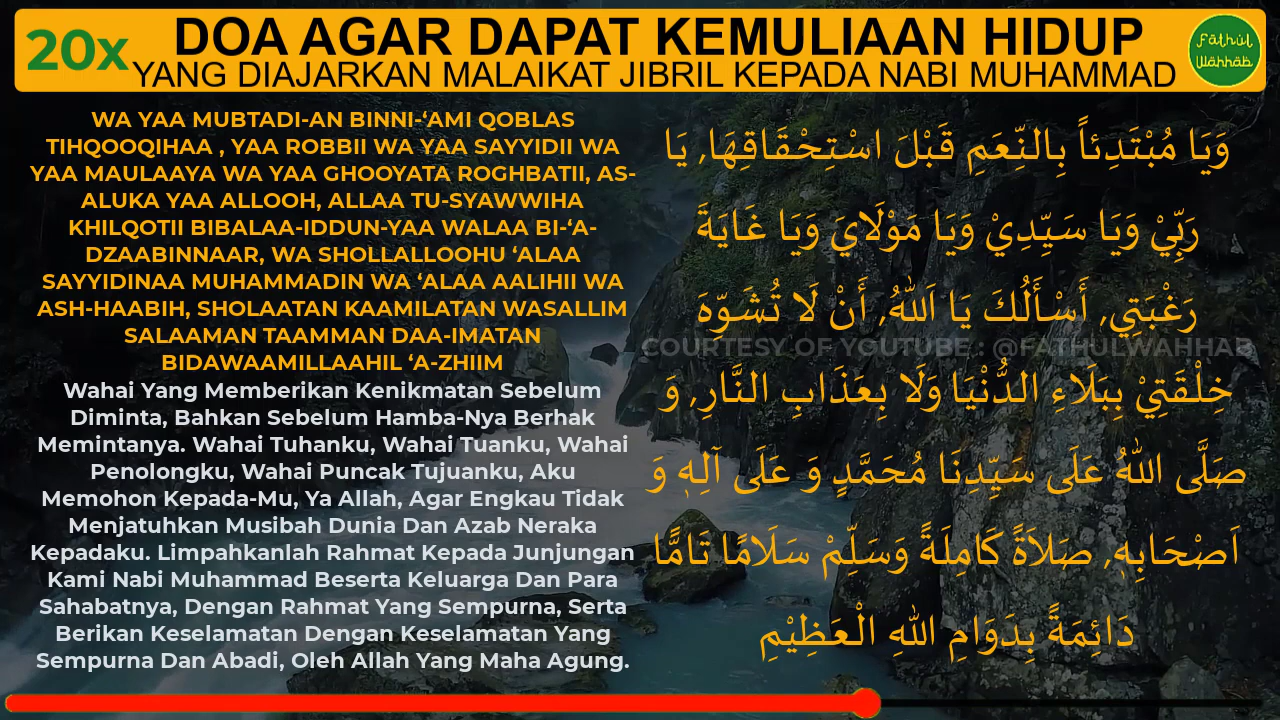 20x
DOA AGAR DAPAT KEMULIAAN HIDUP
YANG DIAJARKAN MALAIKAT JIBRIL KEPADA NABI MUHAMMAD
Fathul
Wahhab
WA YAA MUBTADI-AN BINNI-‘AMI QOBLAS
TIHQOOQIHAA , YAA ROBBII WA YAA SAYYIDII WA
YAA MAULAAYA WA YAA GHOOYATA ROGHBATII, AS-
ALUKA YAA ALLOOH, ALLAA TU-SYAWWIHA
KHILQOTII BIBALAA-IDDUN-YAA WALAA BI-‘A-
DZAABINNAAR, WA SHOLLALLOOHU ‘ALAA
SAYYIDINAA MUHAMMADIN WA ‘ALAA AALIHII WA
ASH-HAABIH, SHOLAATAN KAAMILATAN WASALLIM
SALAAMAN TAAMMAN DAA-IMATAN
BIDAWAAMILLAAHIL ‘A-ZHIIM
Wahai Yang Memberikan Kenikmatan Sebelum
Diminta, Bahkan Sebelum Hamba-Nya Berhak
Memintanya. Wahai Tuhanku, Wahai Tuanku, Wahai
Penolongku, Wahai Puncak Tujuanku, Aku
Memohon Kepada-Mu, Ya Allah, Agar Engkau Tidak
Menjatuhkan Musibah Dunia Dan Azab Neraka
Kepadaku. Limpahkanlah Rahmat Kepada Junjungan
Kami Nabi Muhammad Beserta Keluarga Dan Para
Sahabatnya, Dengan Rahmat Yang Sempurna, Serta
Berikan Keselamatan Dengan Keselamatan Yang
Sempurna Dan Abadi, Oleh Allah Yang Maha Agung.
وَيَا مُبْتَدِئاً بِالنِّعَمِ قَبْلَ اسْتِحْقَاقِهَا, يَا
رَبِّيْ وَيَا سَيِّدِيْ وَيَا مَوْلَايَ وَيَا غَايَةَ
رَغْبَتِي, أَسْأَلُكَ يَا اَللهُ, أَنْ لَا تُشَوِّهَ
COURTESY OF YOUTUBE : @FATHULWAHHAB
خِلْقَتِيْ بِبَلَاءِ الدُّنْيَا وَلَا بِعَذَابِ النَّارِ, وَ
صَلَّى اللهُ عَلَى سَيِّدِنَا مُحَمَّدٍ وَ عَلَى آلِهٖ وَ
اَصْحَابِهٖ, صَلاَةً كَامِلَةً وَسَلِّمْ سَلَامًا تَامًّا
دَائِمَةً بِدَوَامِ اللهِ الْعَظِيْمِ